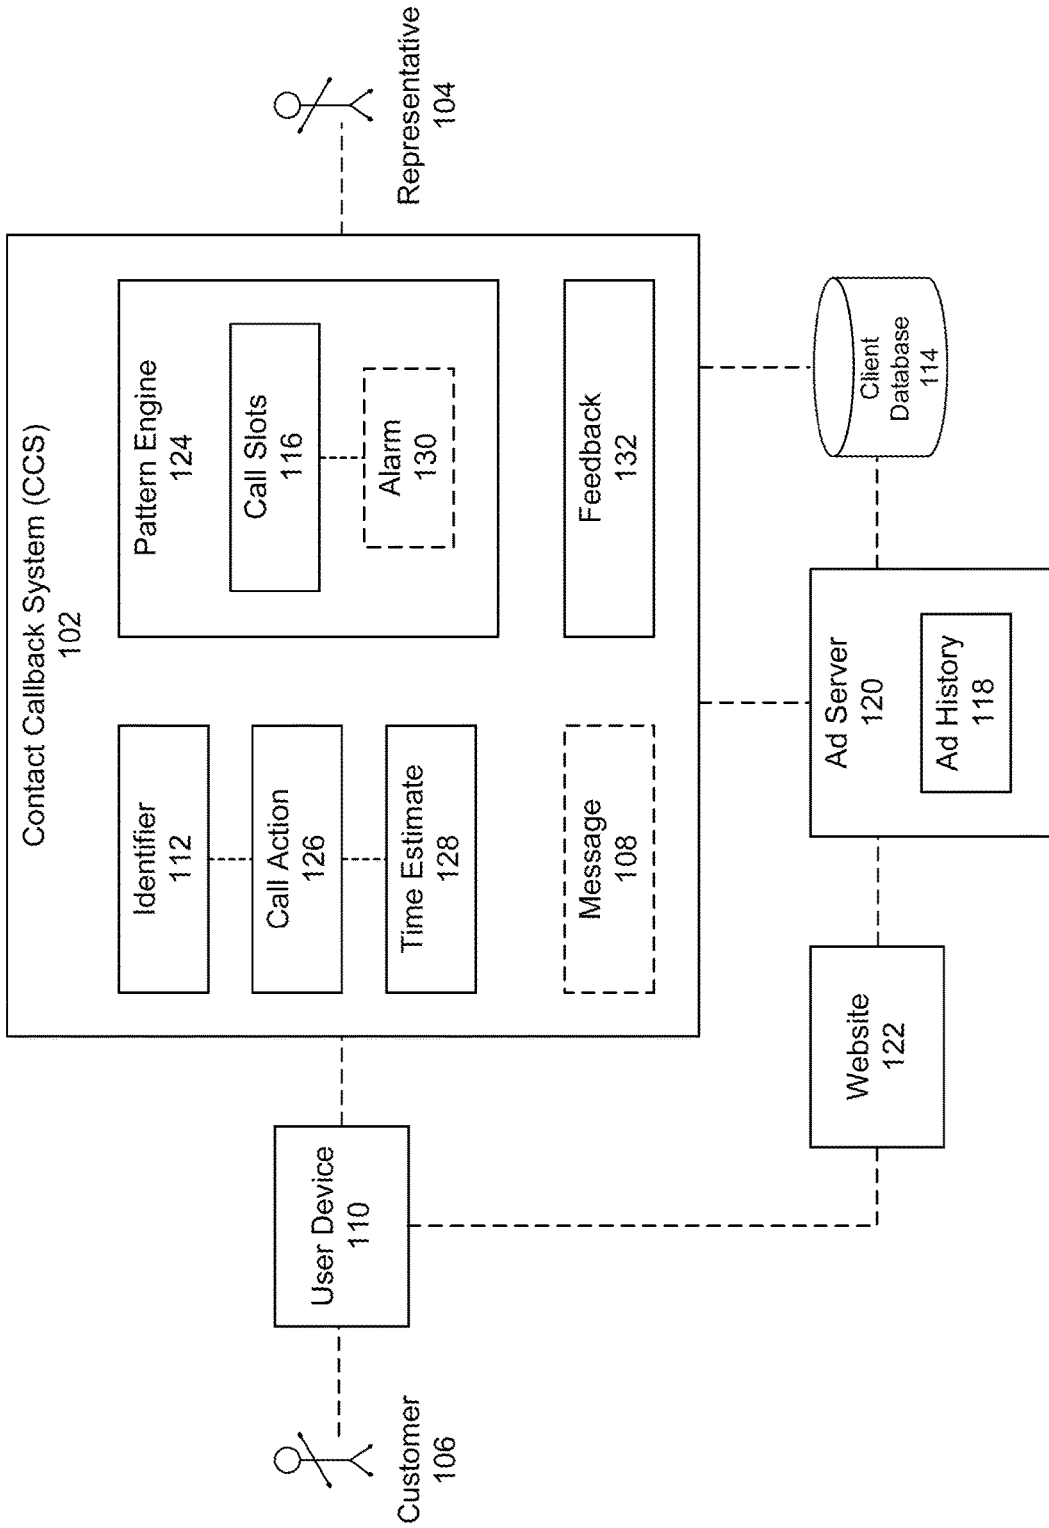 Contact Callback System (CCS)
102
Identifier
112
Call Action
126
Time Estimate
128
Message
108
Pattern Engine
124
Call Slots
116
Alarm
130
Feedback
132
Customer
106
User Device
110
Representative
104
Website
122
Ad Server
120
Ad History
118
Client
Database
114